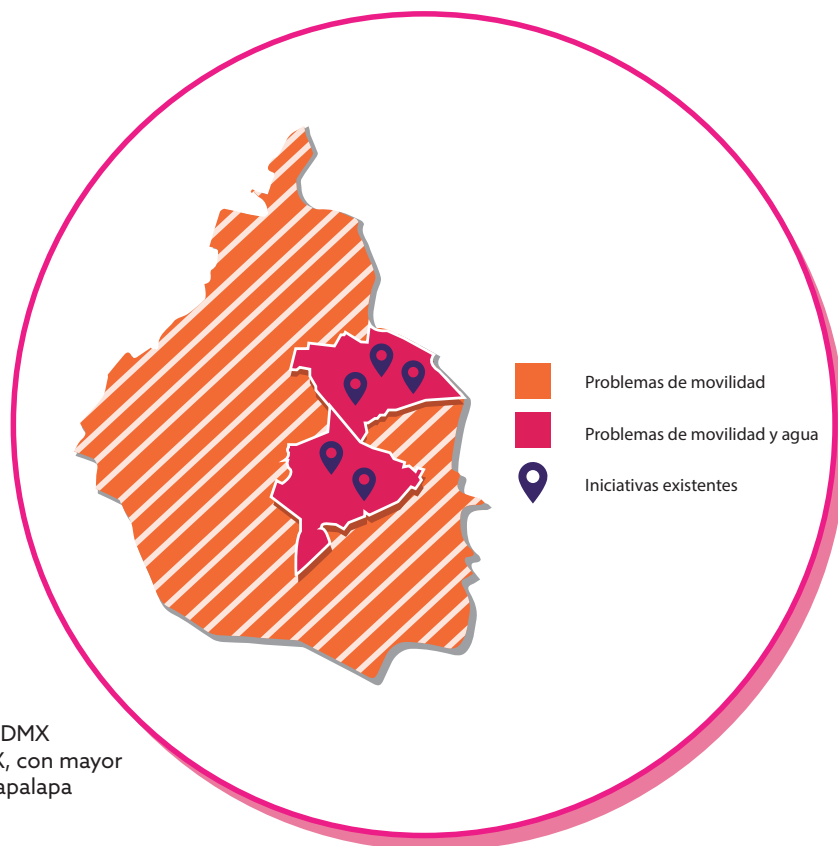 Problemas de movilidad
Problemas de movilidad y agua
Iniciativas existentes
DMX
, con mayor
apalapa